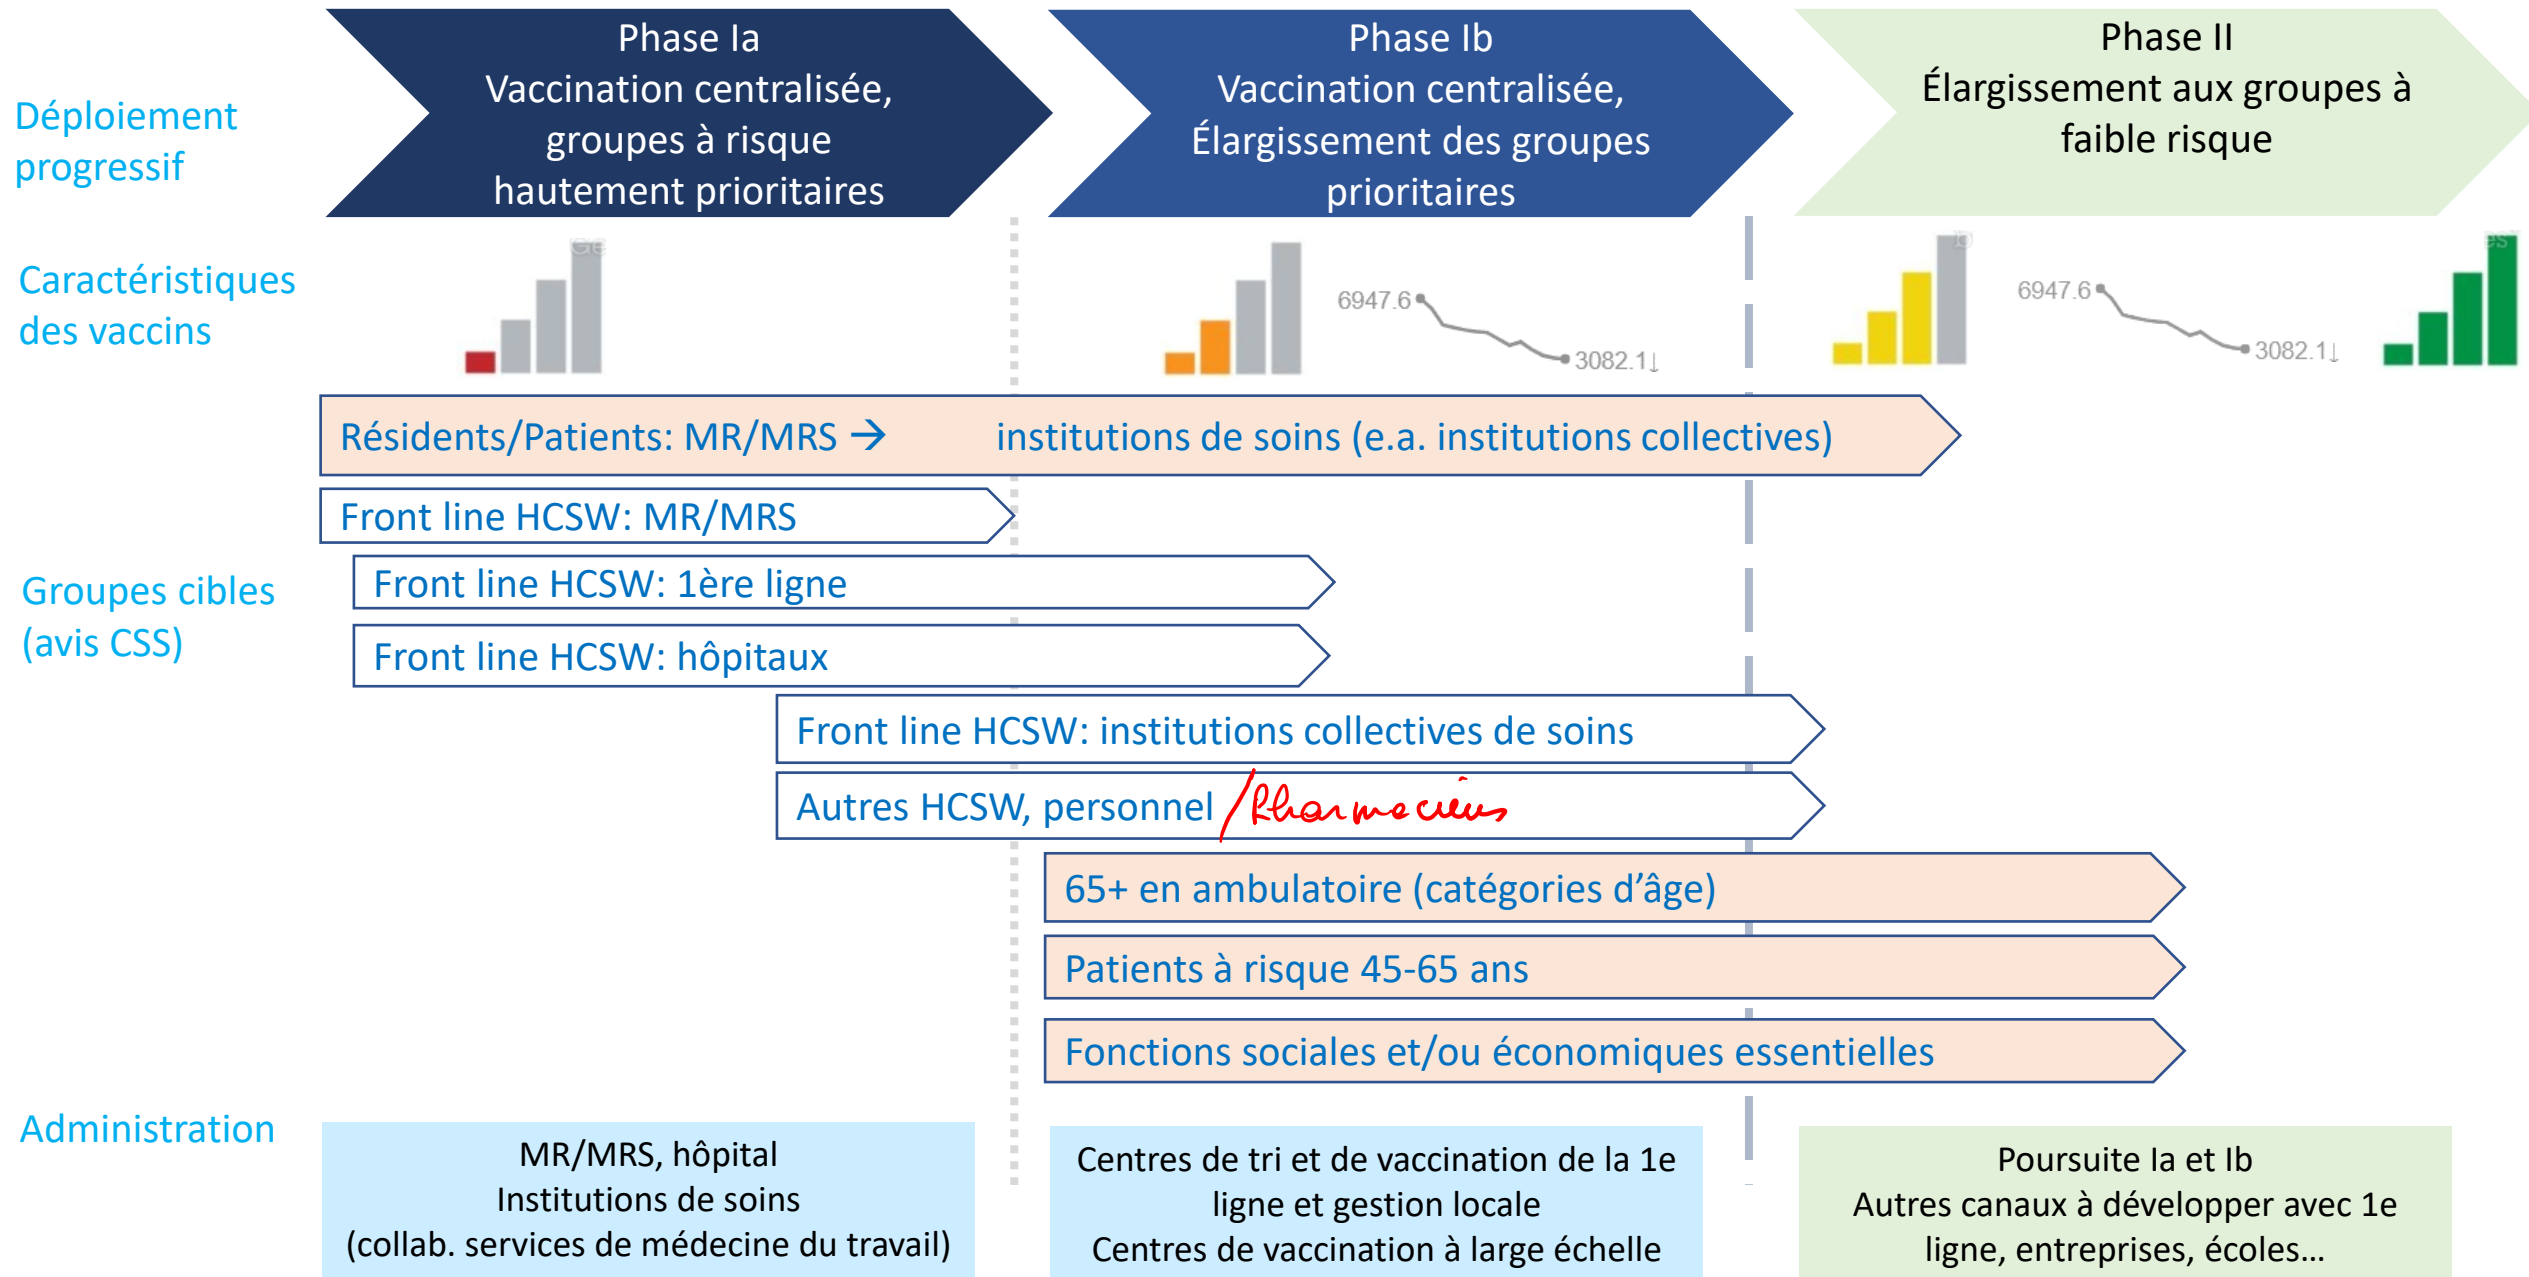 Phase Ia
Vaccination centralisée,
groupes à risque
hautement prioritaires
Phase Ib
Vaccination centralisée,
Élargissement des groupes
prioritaires
Phase II
Élargissement aux groupes à
faible risque
Déploiement
progressif
Caractéristiques
des vaccins
6947.6
3082.1↓
6947.6
3082.1↓
Résidents/Patients: MR/MRS → institutions de soins (e.a. institutions collectives)
Front line HCSW: MR/MRS
Groupes cibles
(avis CSS)
Front line HCSW: 1ère ligne
Front line HCSW: hôpitaux
Front line HCSW: institutions collectives de soins
Autres HCSW, personnel /Pharmaciens
65+ en ambulatoire (catégories d’âge)
Patients à risque 45-65 ans
Fonctions sociales et/ou économiques essentielles
Administration
MR/MRS, hôpital
Institutions de soins
(collab. services de médecine du travail)
Centres de tri et de vaccination de la 1e
ligne et gestion locale
Centres de vaccination à large échelle
Poursuite Ia et Ib
Autres canaux à développer avec 1e
ligne, entreprises, écoles…